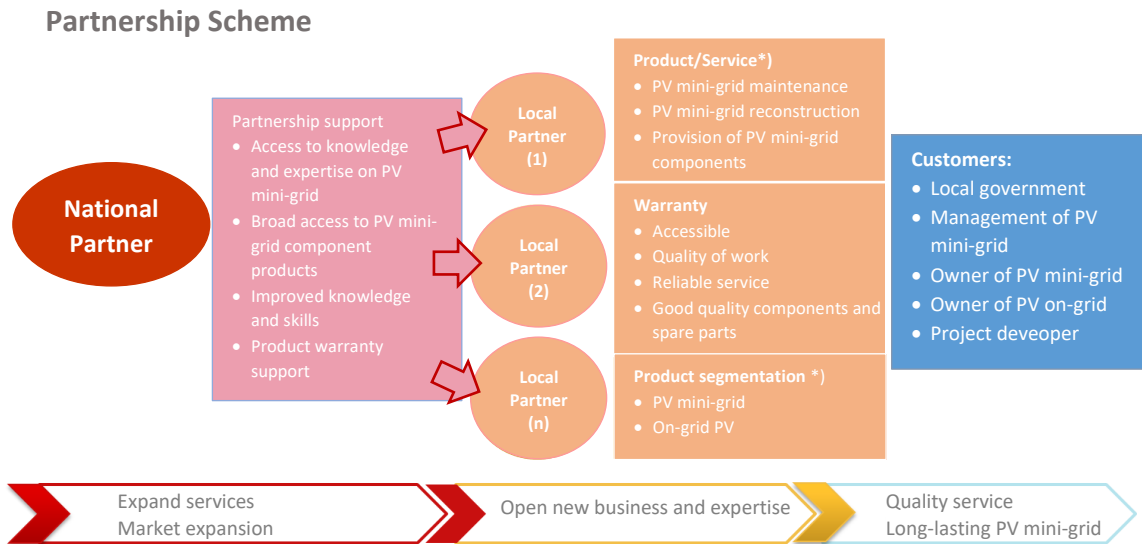 Partnership Scheme
National
Partner
Partnership support
• Access to knowledge
and expertise on PV
mini-grid
• Broad access to PV mini-
grid component
products
• Improved knowledge
and skills
• Product warranty
support
Local
Partner
(1)
Local
Partner
(2)
Local
Partner
(n)
Product/Service*)
• PV mini-grid maintenance
• PV mini-grid reconstruction
• Provision of PV mini-grid
components
Warranty
• Accessible
• Quality of work
• Reliable service
• Good quality components and
spare parts
Product segmentation *)
• PV mini-grid
• On-grid PV
Customers:
• Local government
• Management of PV
mini-grid
• Owner of PV mini-grid
• Owner of PV on-grid
• Project deveoper
Expand services
Market expansion
Open new business and expertise
Quality service
Long-lasting PV mini-grid